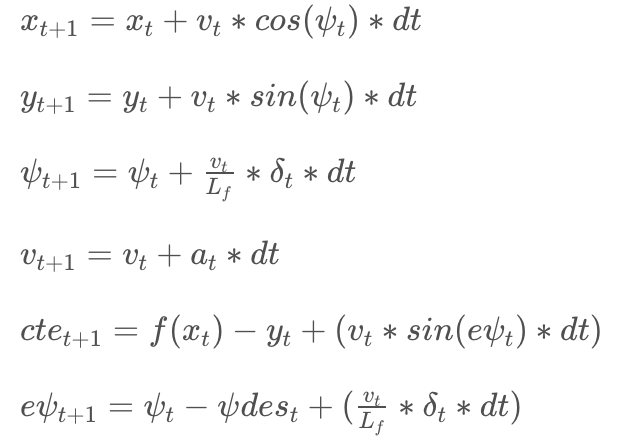 x_{t+1} = x_t + v_t * cos(ψ_t) * dt
y_{t+1} = y_t + v_t * sin(ψ_t) * dt
ψ_{t+1} = ψ_t + \frac{v_t}{L_f} * δ_t * dt
v_{t+1} = v_t + a_t * dt
cte_{t+1} = f(x_t) − y_t + (v_t * sin(eψ_t) * dt)
eψ_{t+1} = ψ_t − ψdes_t + (\frac{v_t}{L_f} * δ_t * dt)